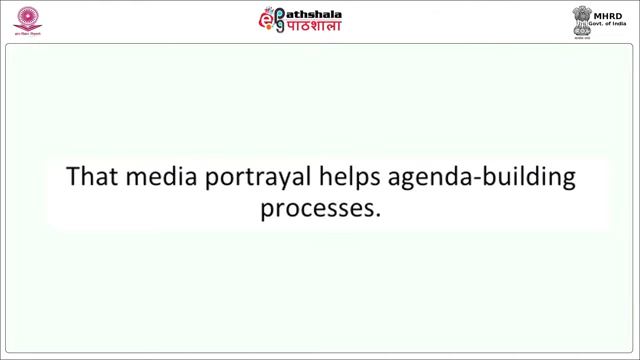 ePathshala
पाठशाला
MHRD
Govt. of India
That media portrayal helps agenda-building
processes.